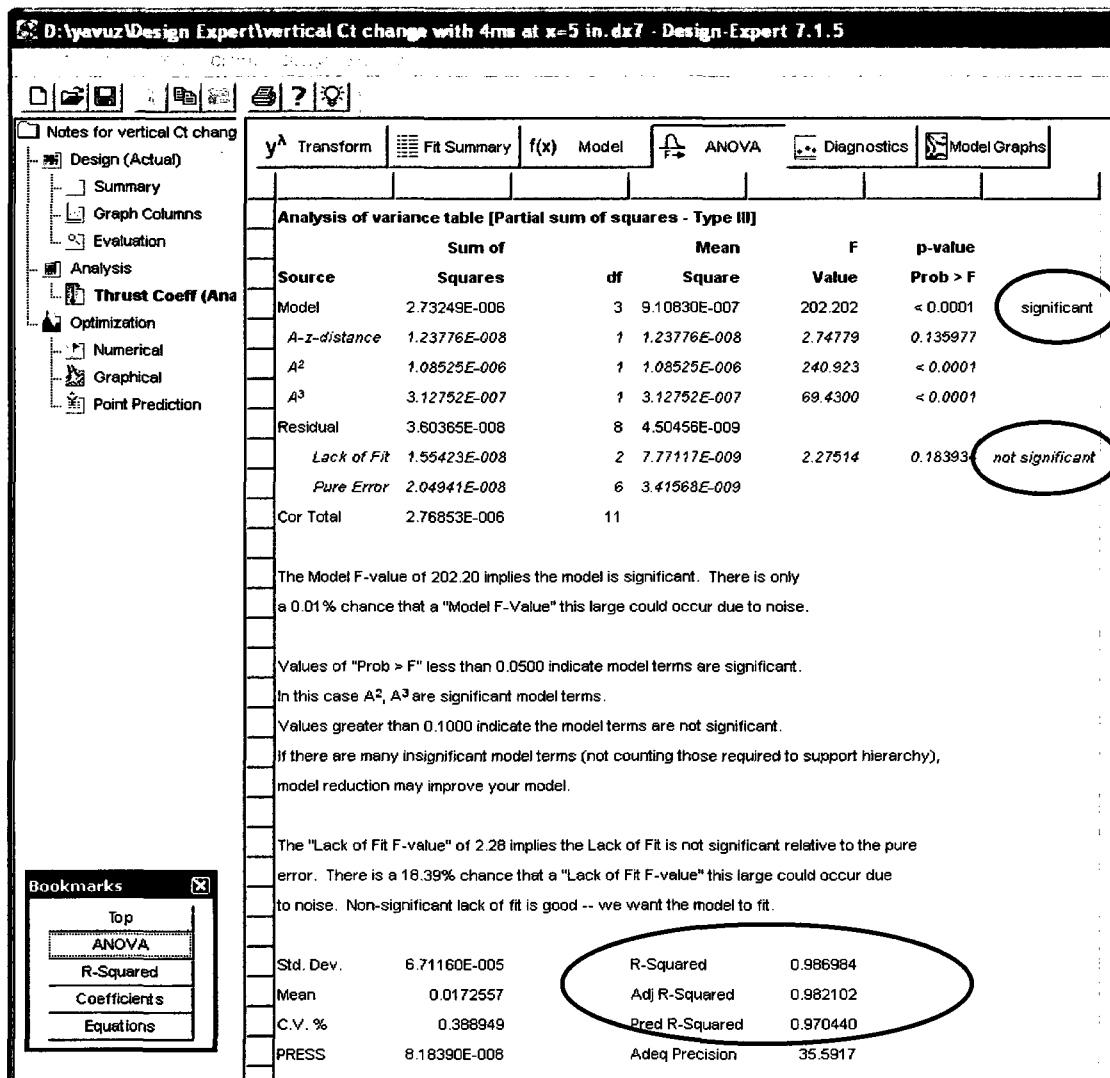 D:\yavuz\Design Expert\vertical Ct change with 4ms at x=5 in.dx7 - Design-Expert 7.1.5
Notes for vertical Ct chang
Design (Actual)
Summary
Graph Columns
Evaluation
Analysis
Thrust Coeff (Ana
Optimization
Numerical
Graphical
Point Prediction
yλ Transform Fit Summary f(x) Model ANOVA Diagnostics Model Graphs
Analysis of variance table [Partial sum of squares - Type III]
Sum of Mean F p-value
Source Squares df Square Value Prob > F
Model 2.73249E-006 3 9.10830E-007 202.202 < 0.0001 significant
A-z-distance 1.23776E-008 1 1.23776E-008 2.74779 0.135977
A² 1.08525E-006 1 1.08525E-006 240.923 < 0.0001
A³ 3.12752E-007 1 3.12752E-007 69.4300 < 0.0001
Residual 3.60365E-008 8 4.50456E-009
Lack of Fit 1.55423E-008 2 7.77117E-009 2.27514 0.183934 not significant
Pure Error 2.04941E-008 6 3.41568E-009
Cor Total 2.76853E-006 11
The Model F-value of 202.20 implies the model is significant. There is only
a 0.01% chance that a "Model F-Value" this large could occur due to noise.
Values of "Prob > F" less than 0.0500 indicate model terms are significant.
In this case A², A³ are significant model terms.
Values greater than 0.1000 indicate the model terms are not significant.
If there are many insignificant model terms (not counting those required to support hierarchy),
model reduction may improve your model.
The "Lack of Fit F-value" of 2.28 implies the Lack of Fit is not significant relative to the pure
error. There is a 18.39% chance that a "Lack of Fit F-value" this large could occur due
to noise. Non-significant lack of fit is good -- we want the model to fit.
Bookmarks
Top
ANOVA
R-Squared
Coefficients
Equations
Std. Dev. 6.71160E-005 R-Squared 0.986984
Mean 0.0172557 Adj R-Squared 0.982102
C.V. % 0.388949 Pred R-Squared 0.970440
PRESS 8.18390E-008 Adeq Precision 35.5917